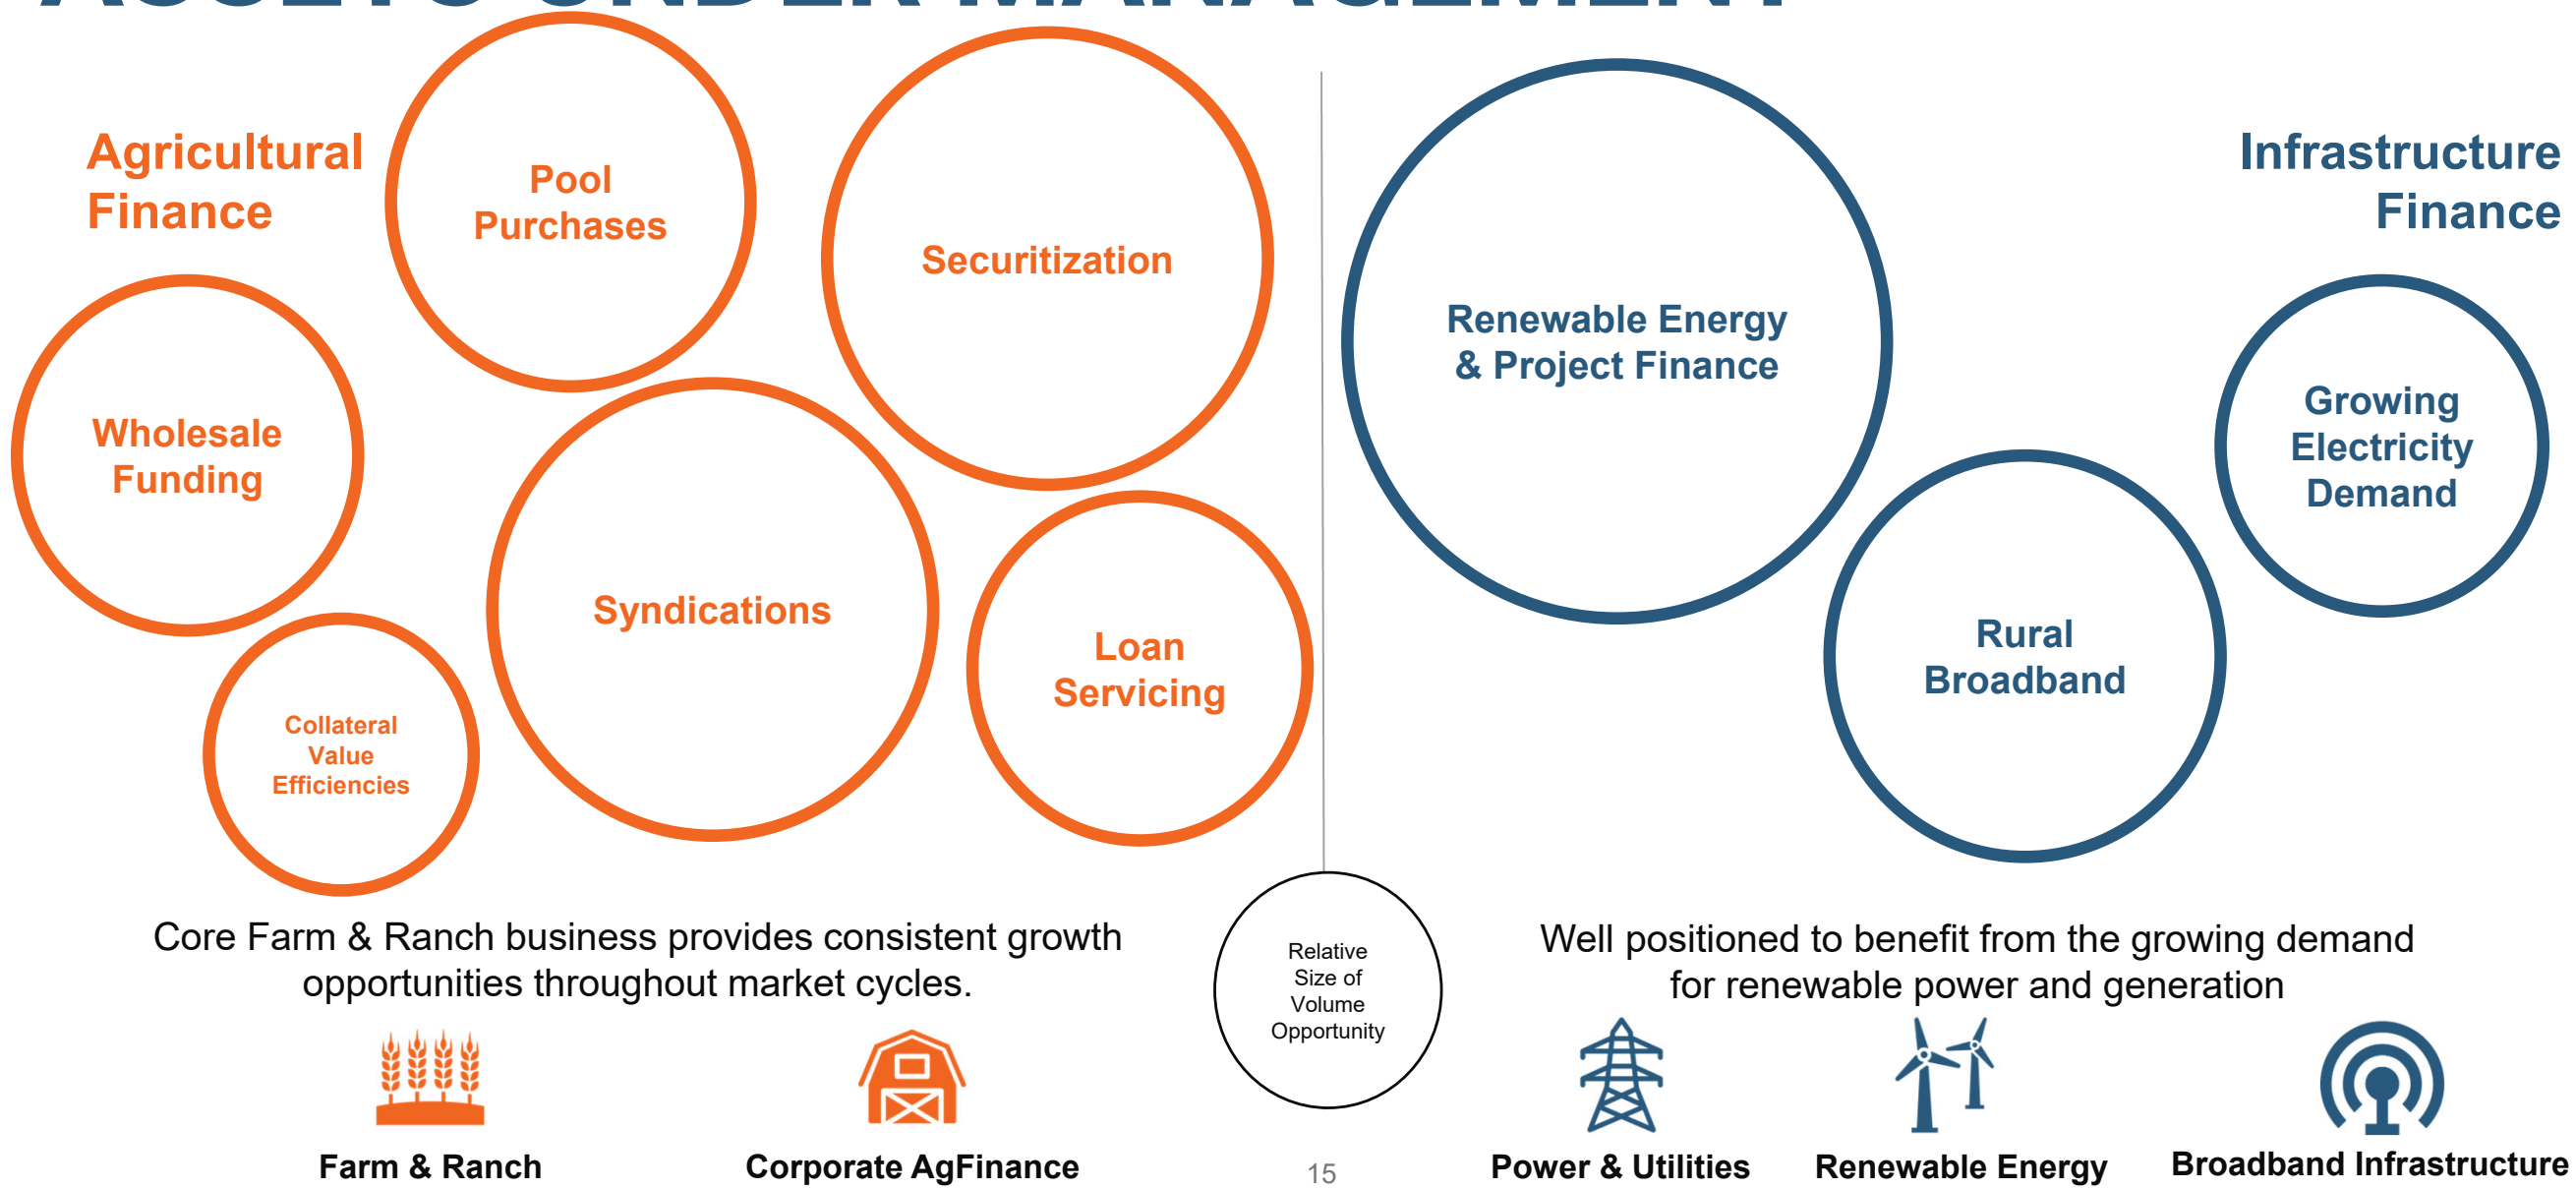 ASSETS UNDER MANAGEMENT
Agricultural
Finance
Pool
Purchases
Securitization
Wholesale
Funding
Syndications
Loan
Servicing
Collateral
Value
Efficiencies
Infrastructure
Finance
Renewable Energy
& Project Finance
Growing
Electricity
Demand
Rural
Broadband
Relative
Size of
Volume
Opportunity
Core Farm & Ranch business provides consistent growth
opportunities throughout market cycles.
Well positioned to benefit from the growing demand
for renewable power and generation
Farm & Ranch
Corporate AgFinance
Power & Utilities
Renewable Energy
Broadband Infrastructure
15